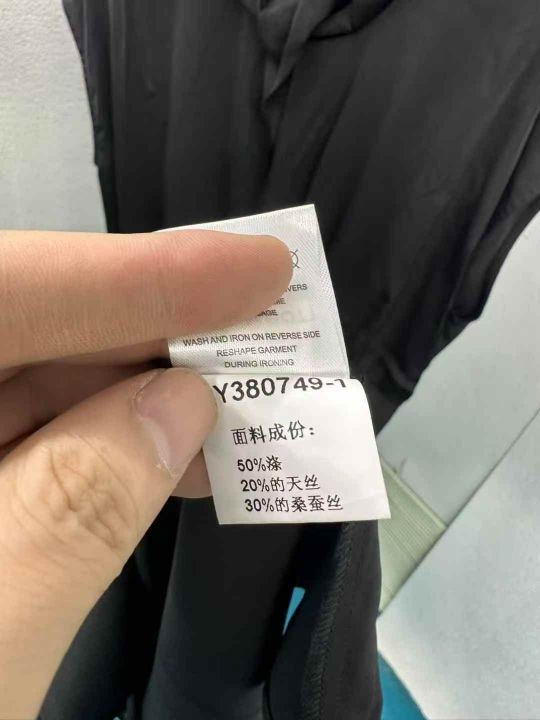 WASH AND IRON ON REVERSE SIDE
RESHAPE GARMENT
DURING IRONING
Y380749-1
面料成份：
50%涤
20%的天丝
30%的桑蚕丝